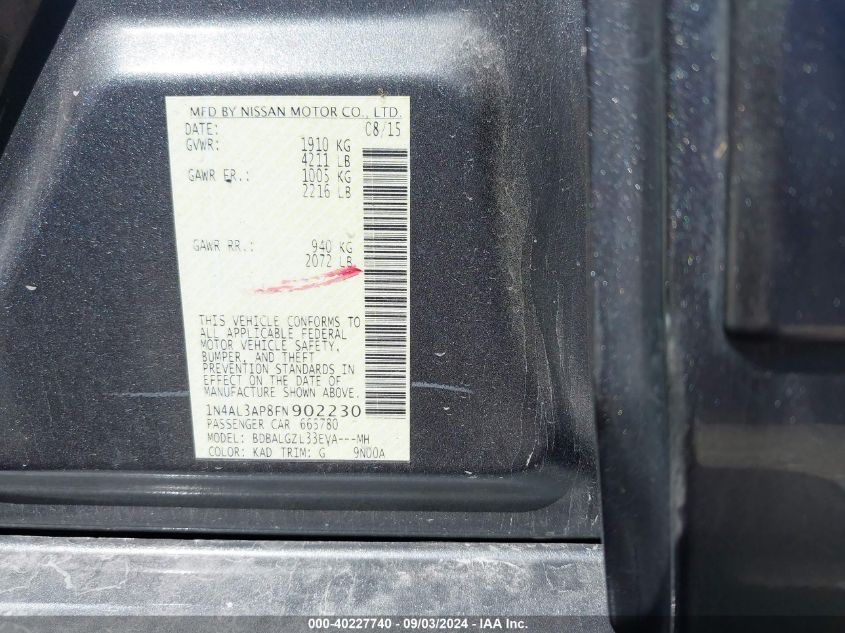 MFD BY NISSAN MOTOR CO., LTD.
DATE: 08/15
GVWR: 1910 KG
4211 LB
GAWR FR.: 1005 KG
2216 LB
GAWR RR.: 940 KG
2072 LB
THIS VEHICLE CONFORMS TO
ALL APPLICABLE FEDERAL
MOTOR VEHICLE SAFETY,
BUMPER, AND THEFT
PREVENTION STANDARDS IN
EFFECT ON THE DATE OF
MANUFACTURE SHOWN ABOVE.
1N4AL3AP8FN902230
PASSENGER CAR 665780
MODEL: BDBALGZL33EVA---MH
COLOR: KAD TRIM: G 9N00A
000-40227740 - 09/03/2024 - IAA Inc.